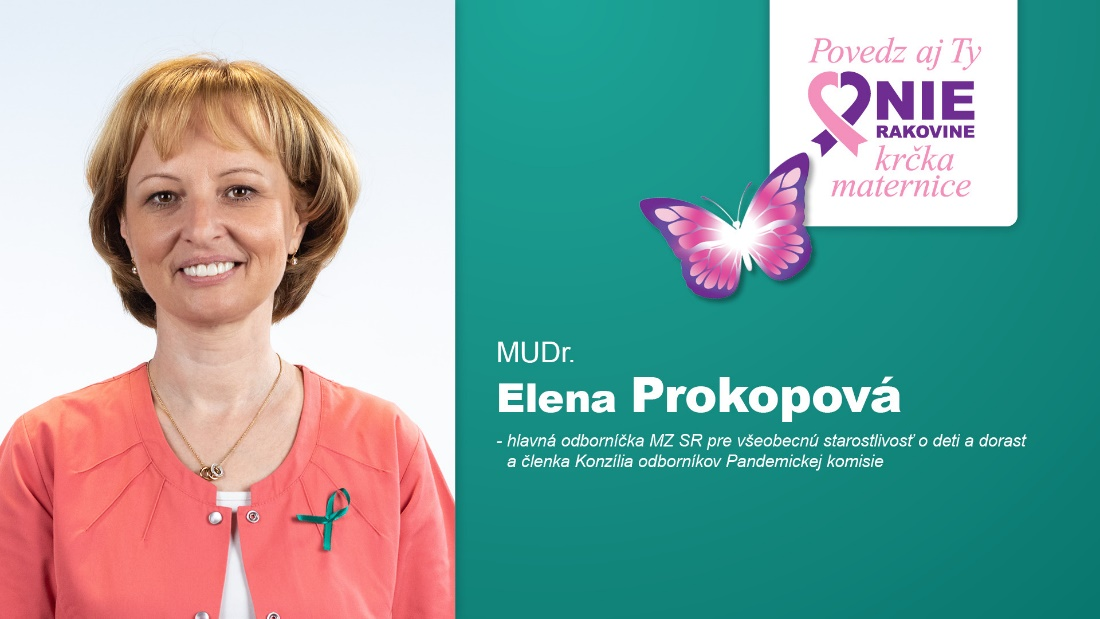 Povedz aj Ty
NIE
RAKOVINE
krčka
maternice
MUDr.
Elena Prokopová
- hlavná odborníčka MZ SR pre všeobecnú starostlivosť o deti a dorast
a členka Konzília odborníkov Pandemickej komisie